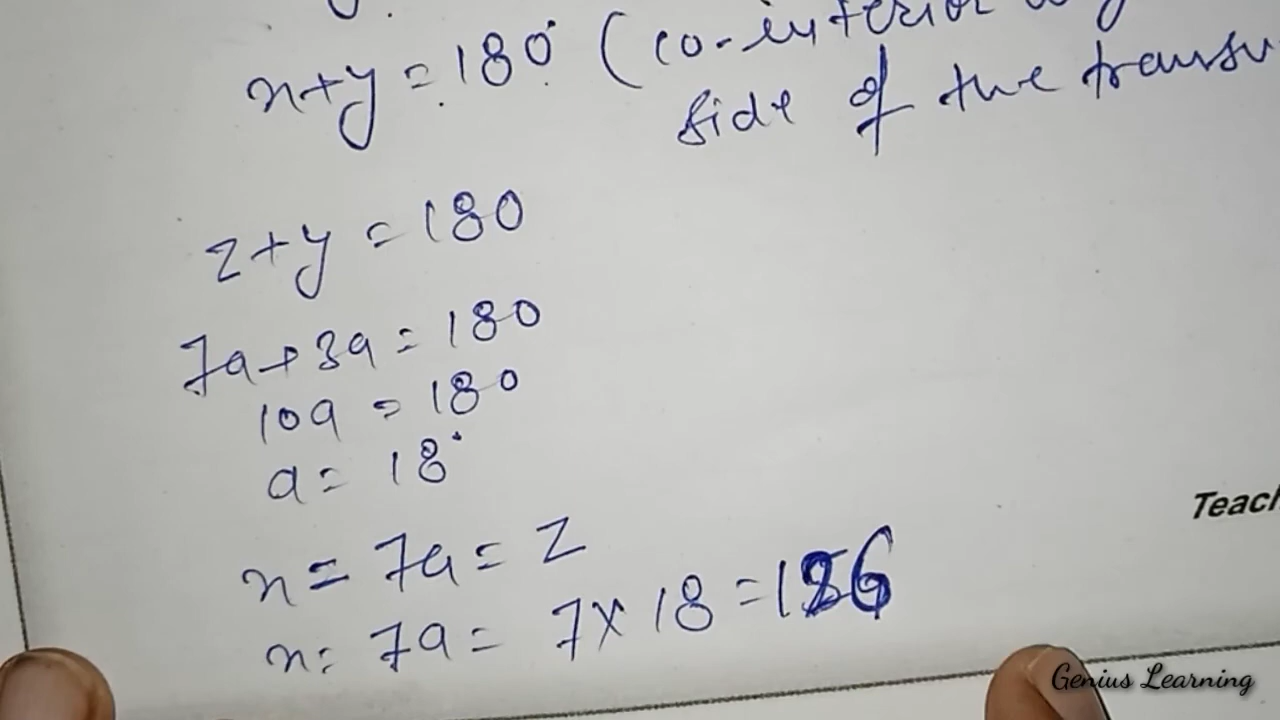 x+y = 180° (co-interior
side of the transv
z+y = 180
7a+3a = 180
10a = 180
a = 18°
x = 7a = z
x = 7a = 7×18 = 126
Teach
Genius Learning